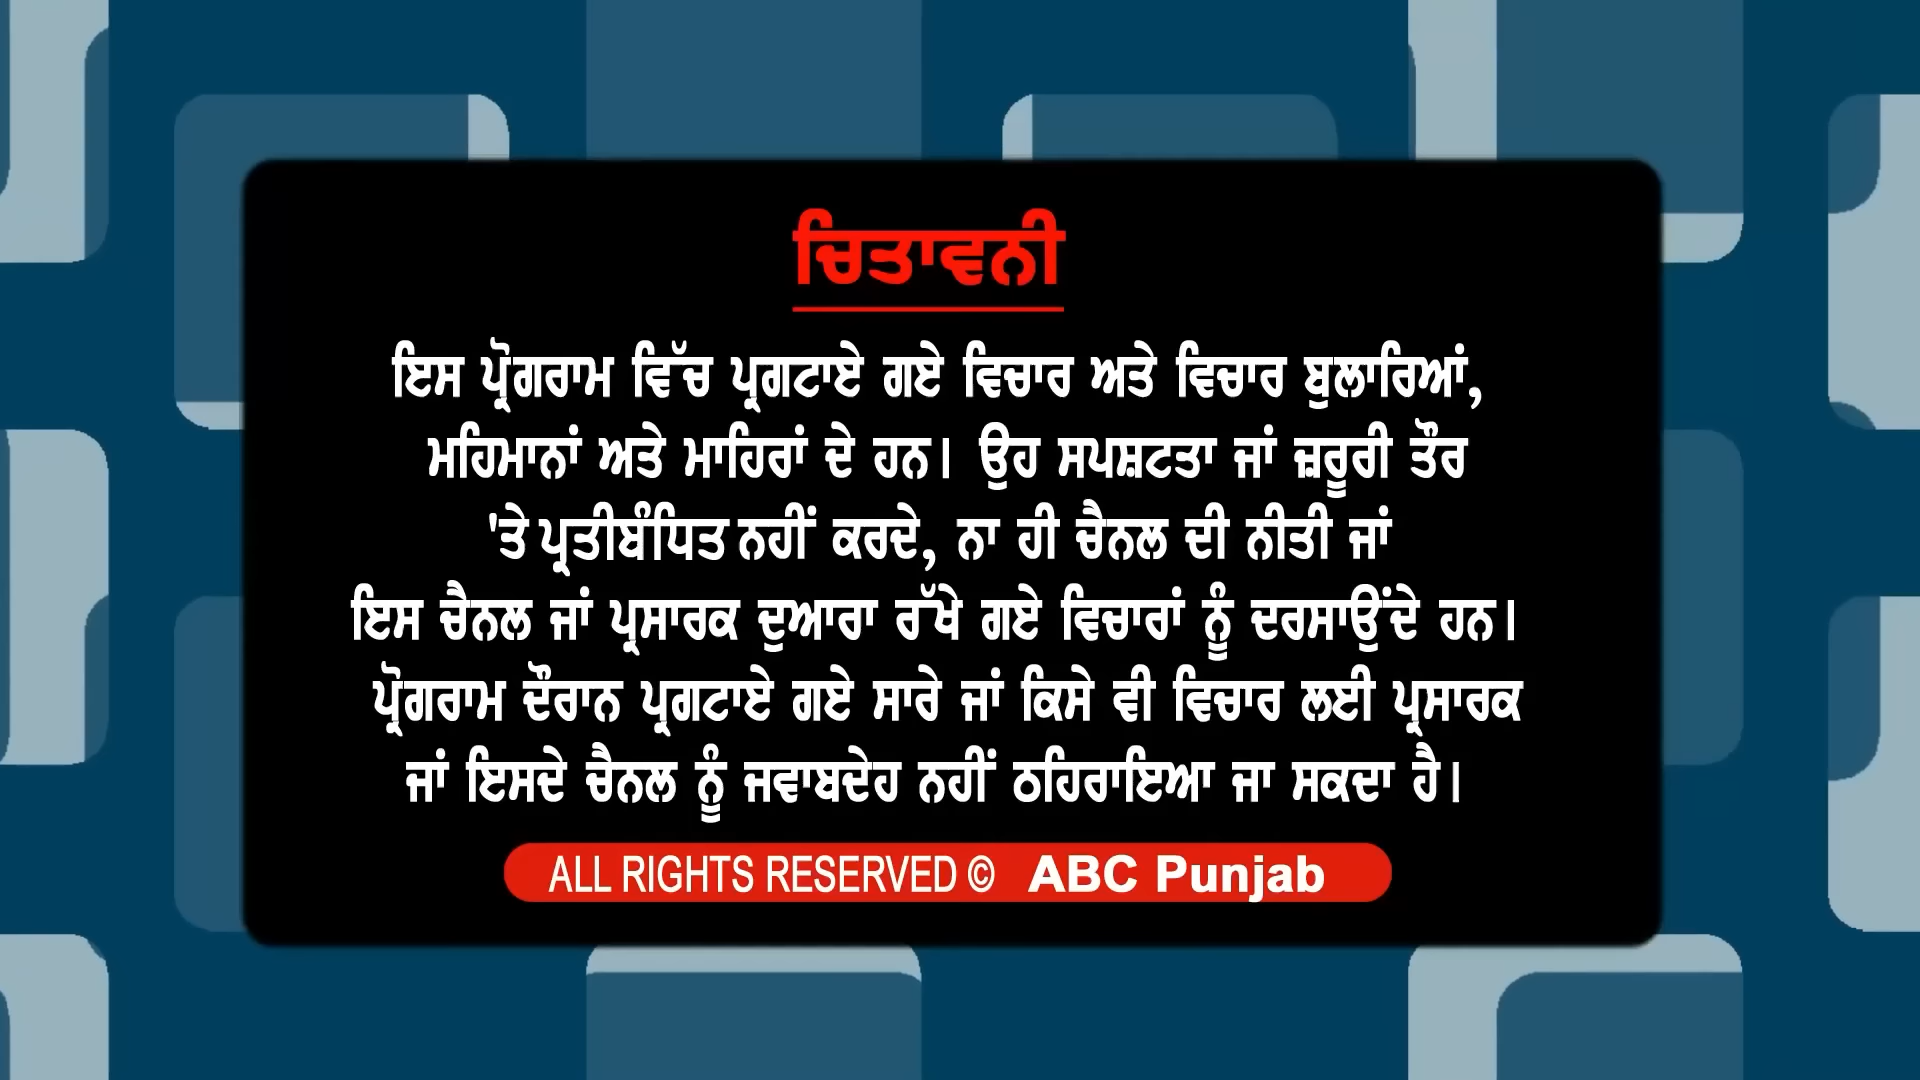 ਚਿਤਾਵਨੀ
ਇਸ ਪ੍ਰੋਗਰਾਮ ਵਿੱਚ ਪ੍ਰਗਟਾਏ ਗਏ ਵਿਚਾਰ ਅਤੇ ਵਿਚਾਰ ਬੁਲਾਰਿਆਂ,
ਮਹਿਮਾਨਾਂ ਅਤੇ ਮਾਹਿਰਾਂ ਦੇ ਹਨ। ਉਹ ਸਪਸ਼ਟਤਾ ਜਾਂ ਜ਼ਰੂਰੀ ਤੌਰ
'ਤੇ ਪ੍ਰਤੀਬੰਧਿਤ ਨਹੀਂ ਕਰਦੇ, ਨਾ ਹੀ ਚੈਨਲ ਦੀ ਨੀਤੀ ਜਾਂ
ਇਸ ਚੈਨਲ ਜਾਂ ਪ੍ਰਸਾਰਕ ਦੁਆਰਾ ਰੱਖੇ ਗਏ ਵਿਚਾਰਾਂ ਨੂੰ ਦਰਸਾਉਂਦੇ ਹਨ।
ਪ੍ਰੋਗਰਾਮ ਦੌਰਾਨ ਪ੍ਰਗਟਾਏ ਗਏ ਸਾਰੇ ਜਾਂ ਕਿਸੇ ਵੀ ਵਿਚਾਰ ਲਈ ਪ੍ਰਸਾਰਕ
ਜਾਂ ਇਸਦੇ ਚੈਨਲ ਨੂੰ ਜਵਾਬਦੇਹ ਨਹੀਂ ਠਹਿਰਾਇਆ ਜਾ ਸਕਦਾ ਹੈ।
ALL RIGHTS RESERVED © ABC Punjab